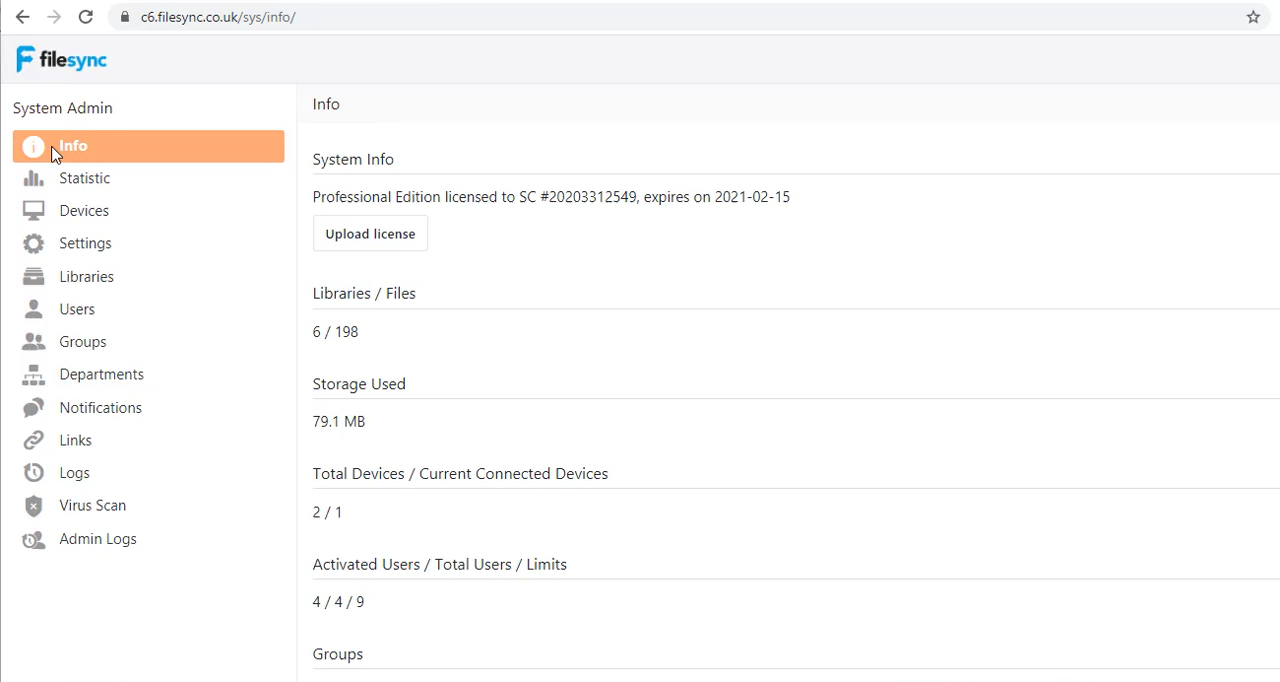 c6.filesync.co.uk/sys/info/
filesync
System Admin
Info
Statistic
Devices
Settings
Libraries
Users
Groups
Departments
Notifications
Links
Logs
Virus Scan
Admin Logs
Info
System Info
Professional Edition licensed to SC #20203312549, expires on 2021-02-15
Upload license
Libraries / Files
6 / 198
Storage Used
79.1 MB
Total Devices / Current Connected Devices
2 / 1
Activated Users / Total Users / Limits
4 / 4 / 9
Groups